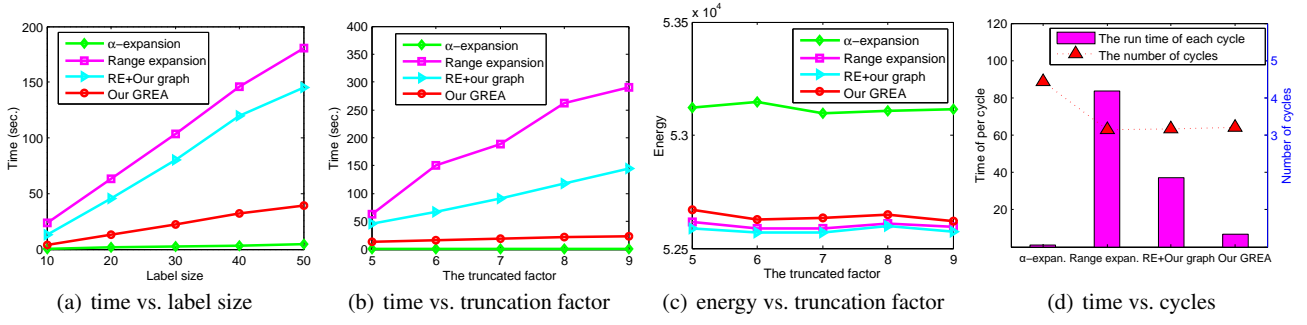 200
150
100
50
0
10
20
30
40
50
Time (sec.)
Label size
α−expansion
Range expansion
RE+our graph
Our GREA
(a) time vs. label size
400
350
300
250
200
150
100
50
0
5
6
7
8
9
Time (sec.)
The truncated factor
α−expansion
Range expansion
RE+our graph
Our GREA
(b) time vs. truncation factor
x 10⁴
5.35
5.3
5.25
5
6
7
8
9
Energy
The truncated factor
α−expansion
Range expansion
RE+our graph
Our GREA
(c) energy vs. truncation factor
120
100
80
60
40
20
Time of per cycle
The run time of each cycle
The number of cycles
5
4
3
2
1
Number of cycles
α−expan. Range expan. RE+Our graph Our GREA
(d) time vs. cycles